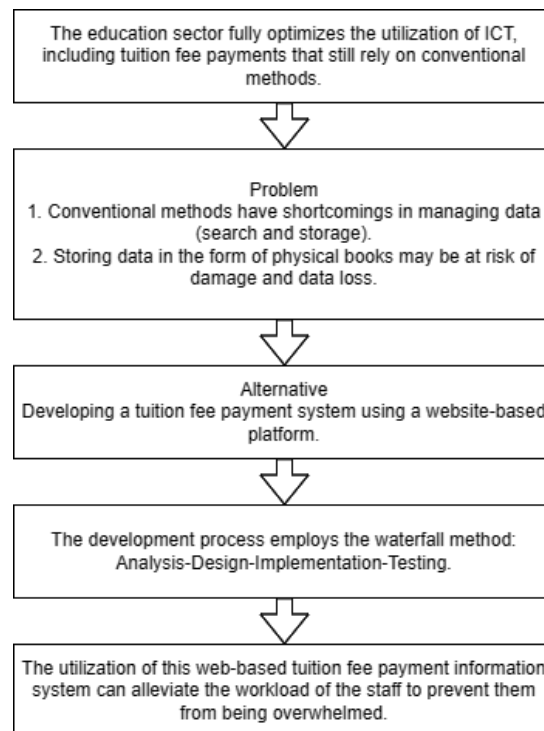 The education sector fully optimizes the utilization of ICT,
including tuition fee payments that still rely on conventional
methods.
Problem
1. Conventional methods have shortcomings in managing data
(search and storage).
2. Storing data in the form of physical books may be at risk of
damage and data loss.
Alternative
Developing a tuition fee payment system using a website-based
platform.
The development process employs the waterfall method:
Analysis-Design-Implementation-Testing.
The utilization of this web-based tuition fee payment information
system can alleviate the workload of the staff to prevent them
from being overwhelmed.